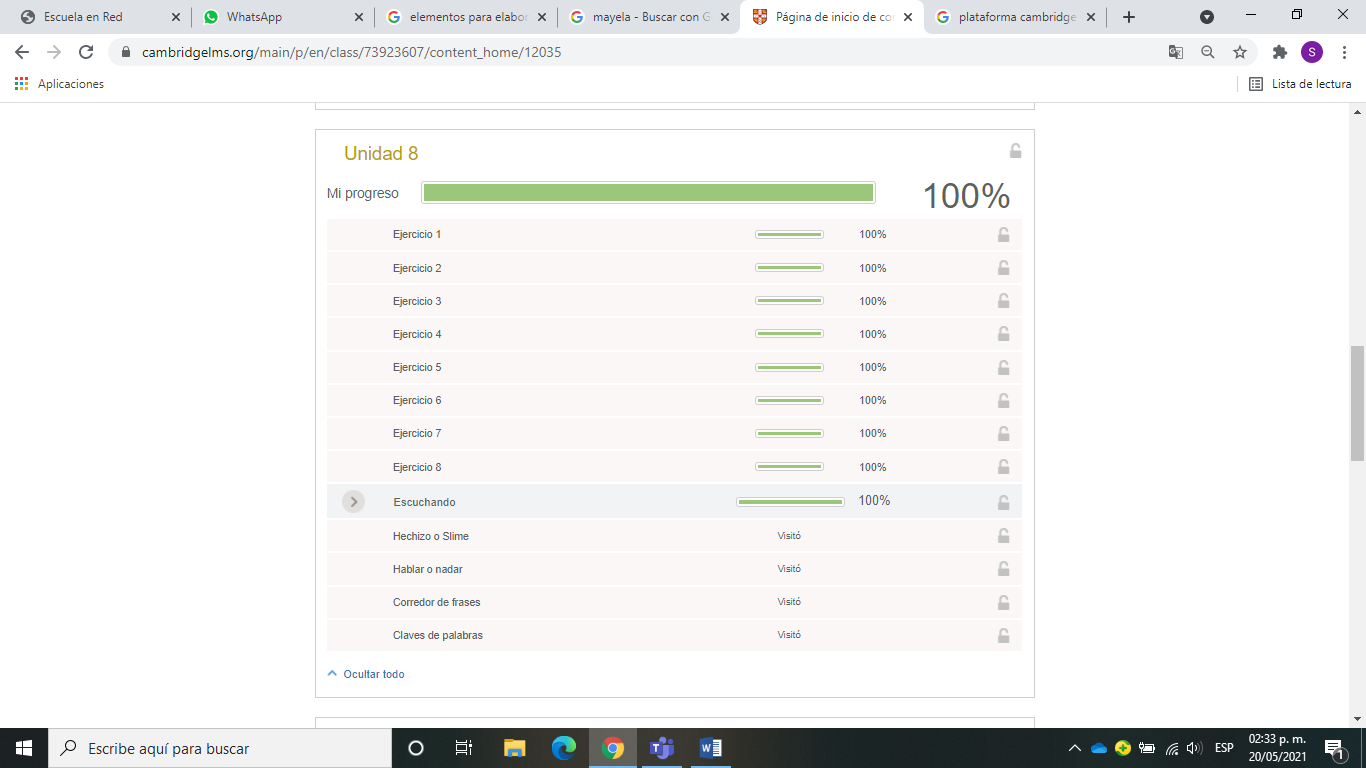 Escuela en Red
WhatsApp
elementos para elabor
mayela - Buscar con G
Página de inicio de co
plataforma cambridge
cambridgelms.org/main/p/en/class/73923607/content_home/12035
S
Aplicaciones
Lista de lectura
Unidad 8
Mi progreso 100%
Ejercicio 1 100%
Ejercicio 2 100%
Ejercicio 3 100%
Ejercicio 4 100%
Ejercicio 5 100%
Ejercicio 6 100%
Ejercicio 7 100%
Ejercicio 8 100%
Escuchando 100%
Hechizo o Slime Visitó
Hablar o nadar Visitó
Corredor de frases Visitó
Claves de palabras Visitó
Ocultar todo
Escribe aquí para buscar
ESP
02:33 p. m.
20/05/2021
1